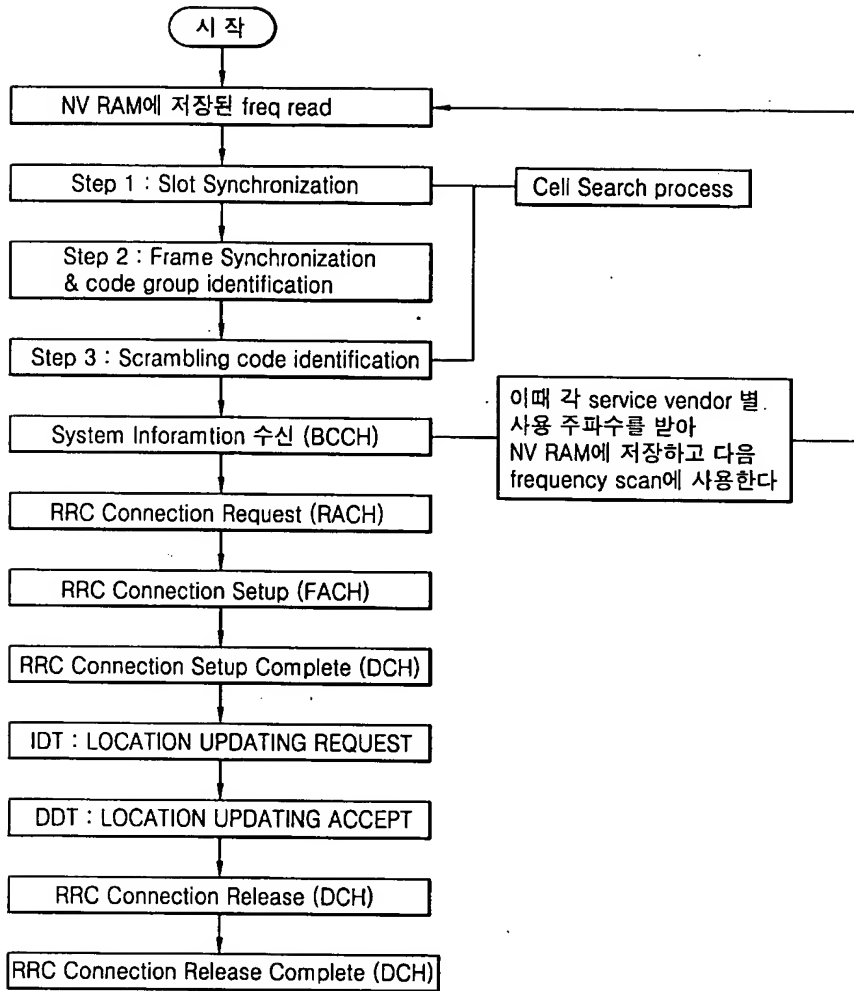 시 작
NV RAM에 저장된 freq read
Step 1 : Slot Synchronization
Cell Search process
Step 2 : Frame Synchronization
& code group identification
Step 3 : Scrambling code identification
System Inforamtion 수신 (BCCH)
이때 각 service vendor 별
사용 주파수를 받아
NV RAM에 저장하고 다음
frequency scan에 사용한다
RRC Connection Request (RACH)
RRC Connection Setup (FACH)
RRC Connection Setup Complete (DCH)
IDT : LOCATION UPDATING REQUEST
DDT : LOCATION UPDATING ACCEPT
RRC Connection Release (DCH)
RRC Connection Release Complete (DCH)